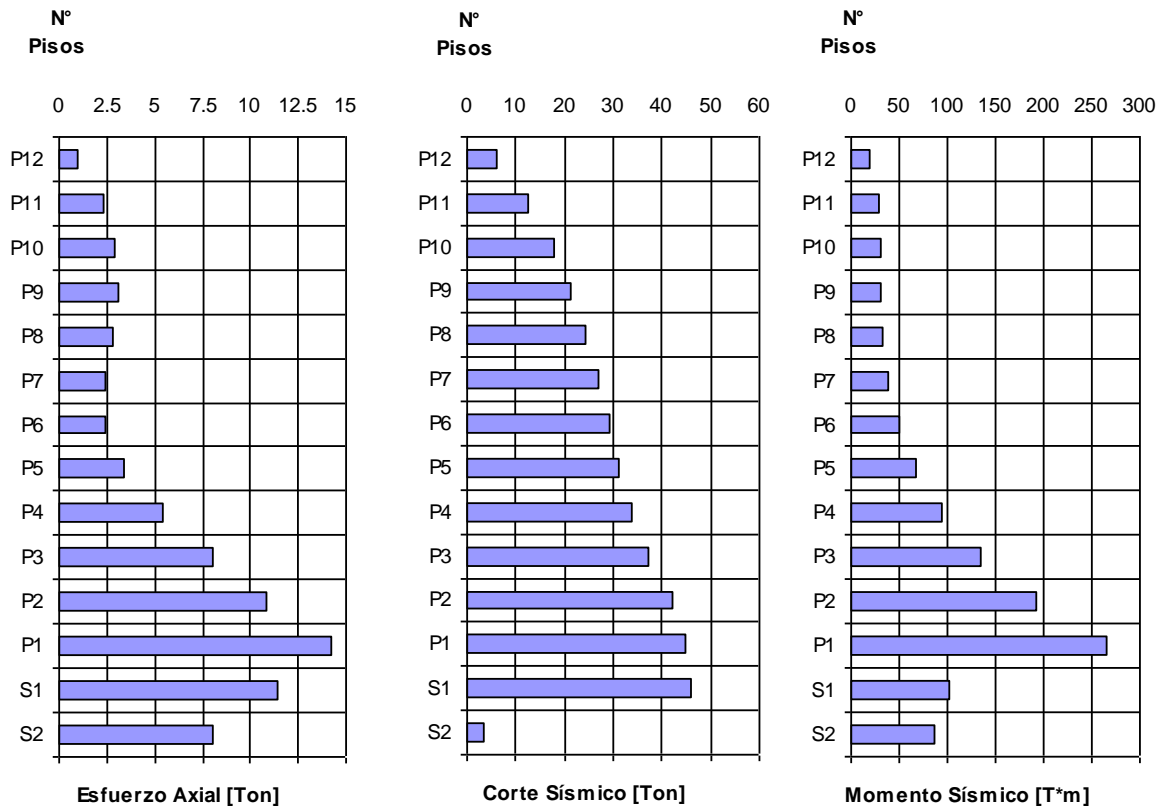 N°
Pisos
0 2.5 5 7.5 10 12.5 15
P12
P11
P10
P9
P8
P7
P6
P5
P4
P3
P2
P1
S1
S2
Esfuerzo Axial [Ton]
N°
Pisos
0 10 20 30 40 50 60
P12
P11
P10
P9
P8
P7
P6
P5
P4
P3
P2
P1
S1
S2
Corte Sísmico [Ton]
N°
Pisos
0 50 100 150 200 250 300
P12
P11
P10
P9
P8
P7
P6
P5
P4
P3
P2
P1
S1
S2
Momento Sísmico [T*m]